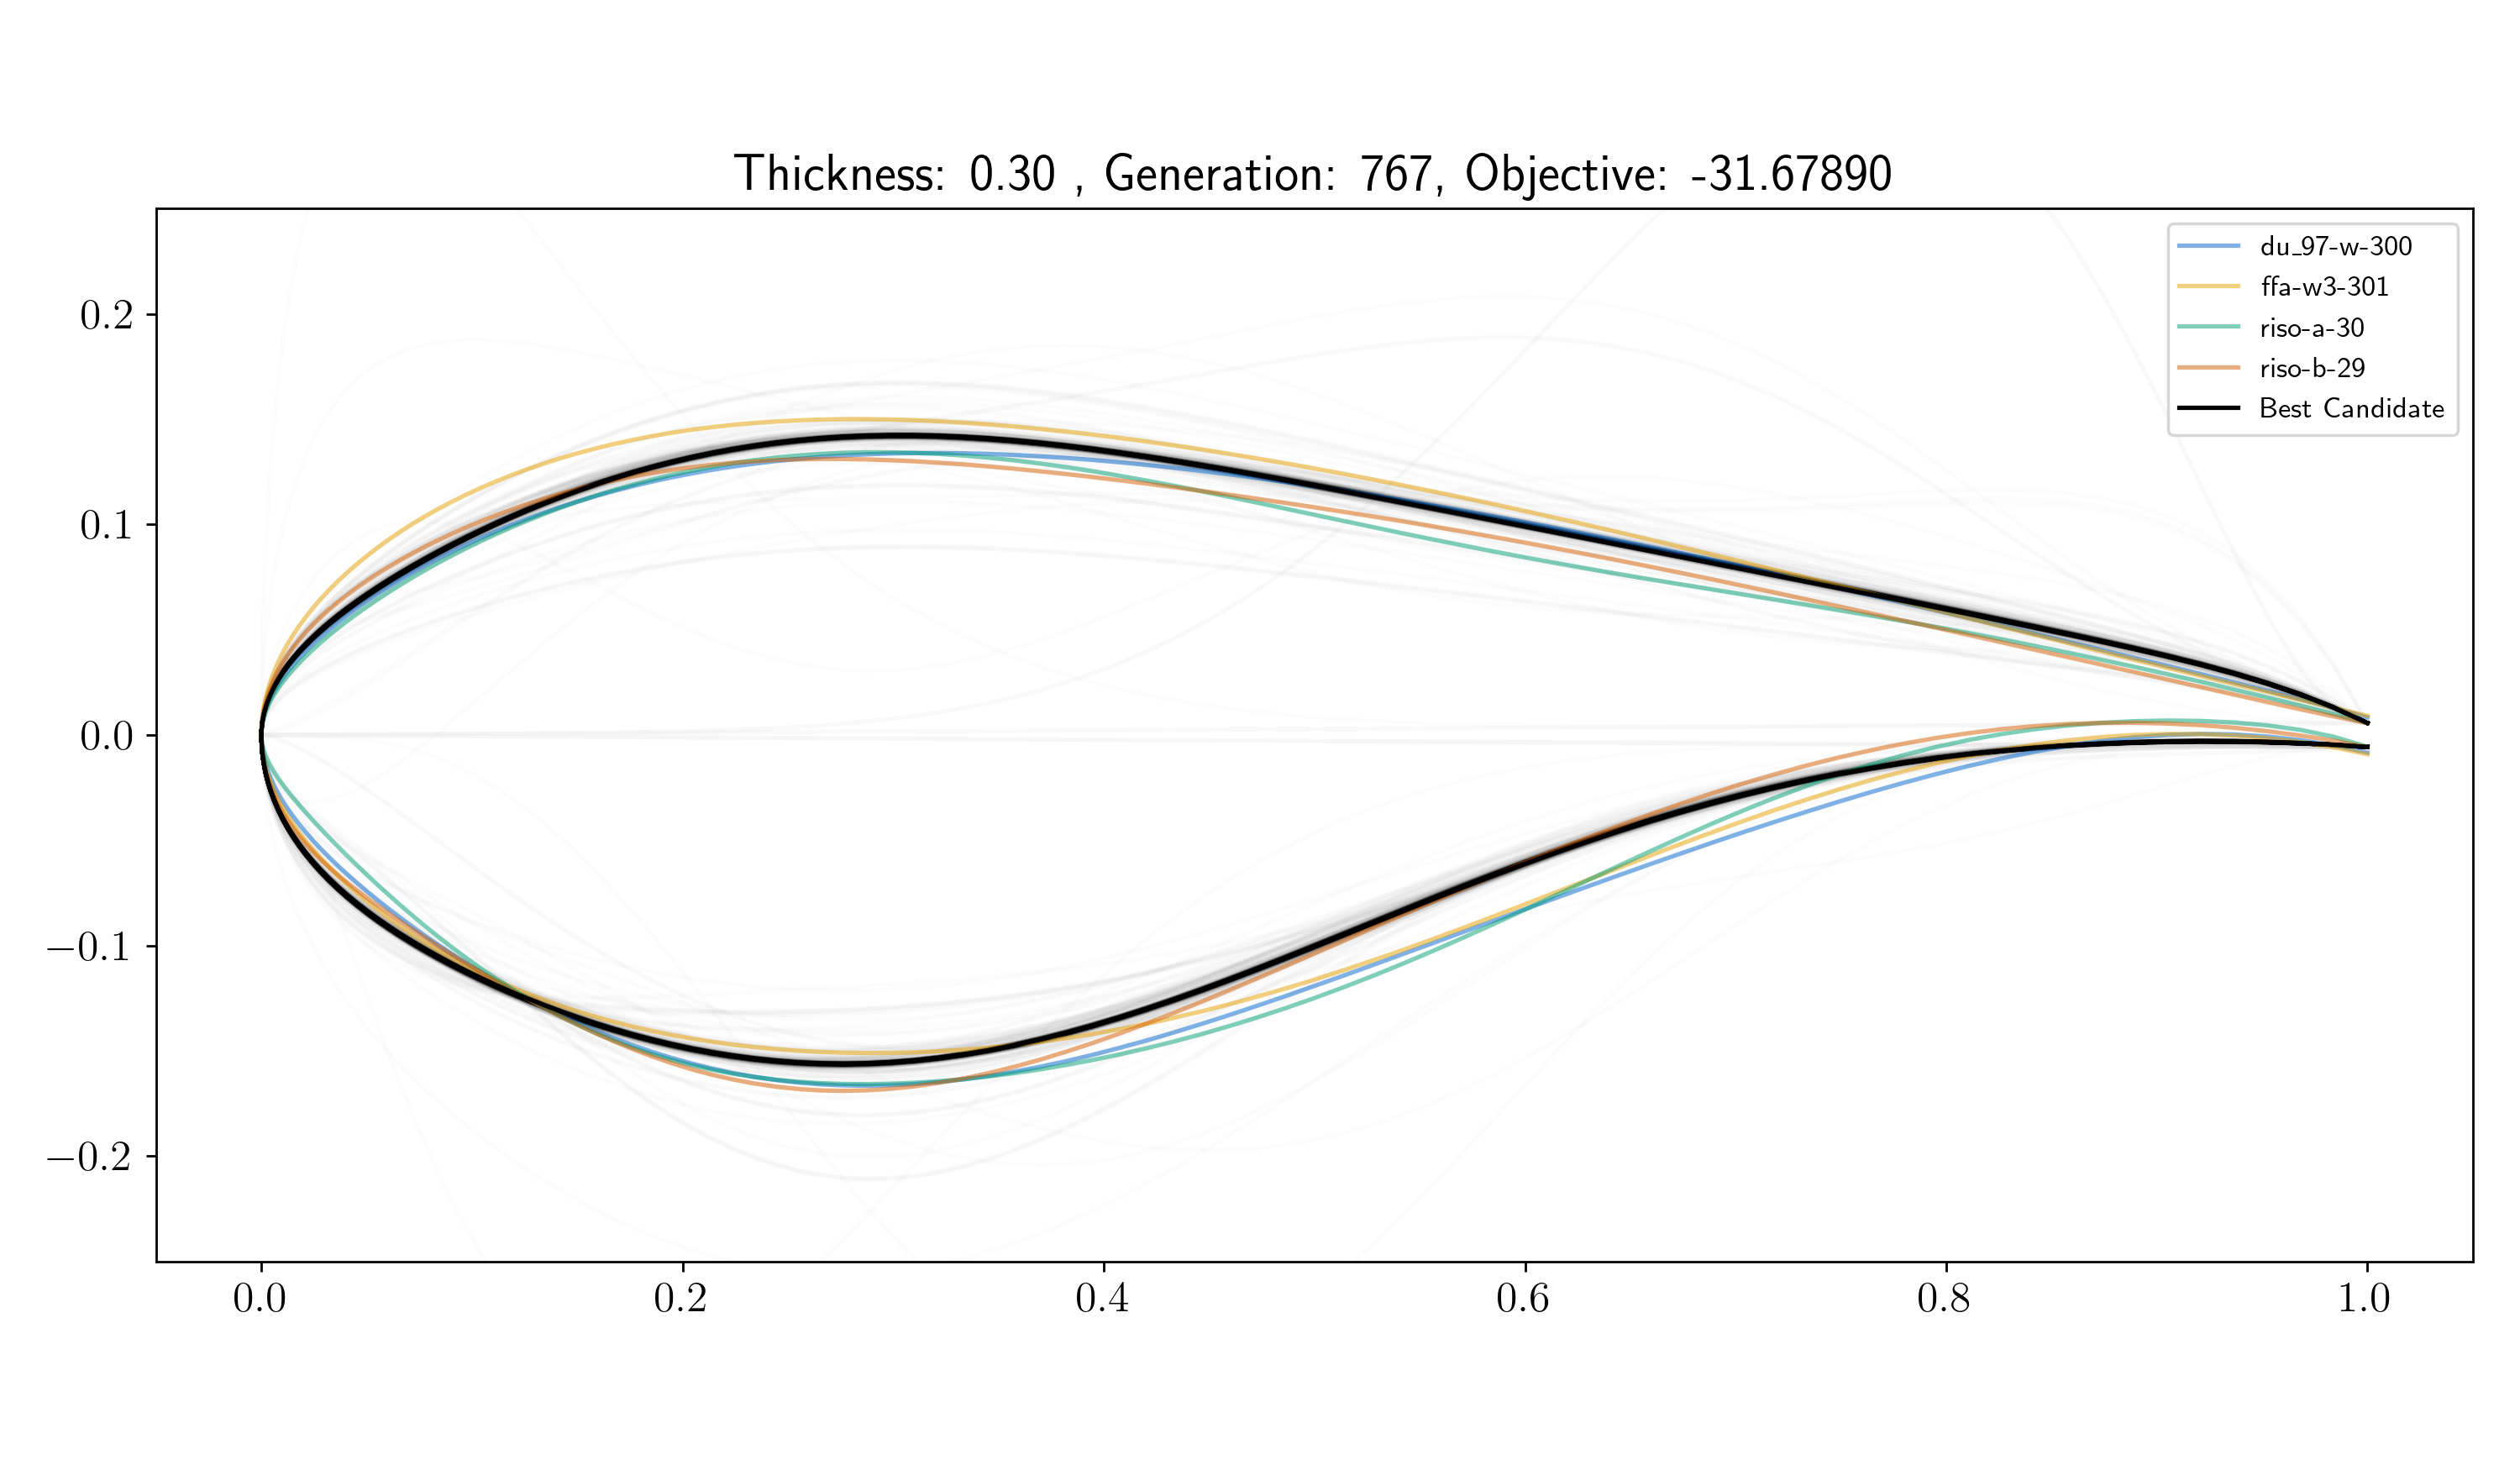 Thickness: 0.30 , Generation: 767, Objective: -31.67890
du_97-w-300
ffa-w3-301
riso-a-30
riso-b-29
Best Candidate
0.2
0.1
0.0
−0.1
−0.2
0.0 0.2 0.4 0.6 0.8 1.0